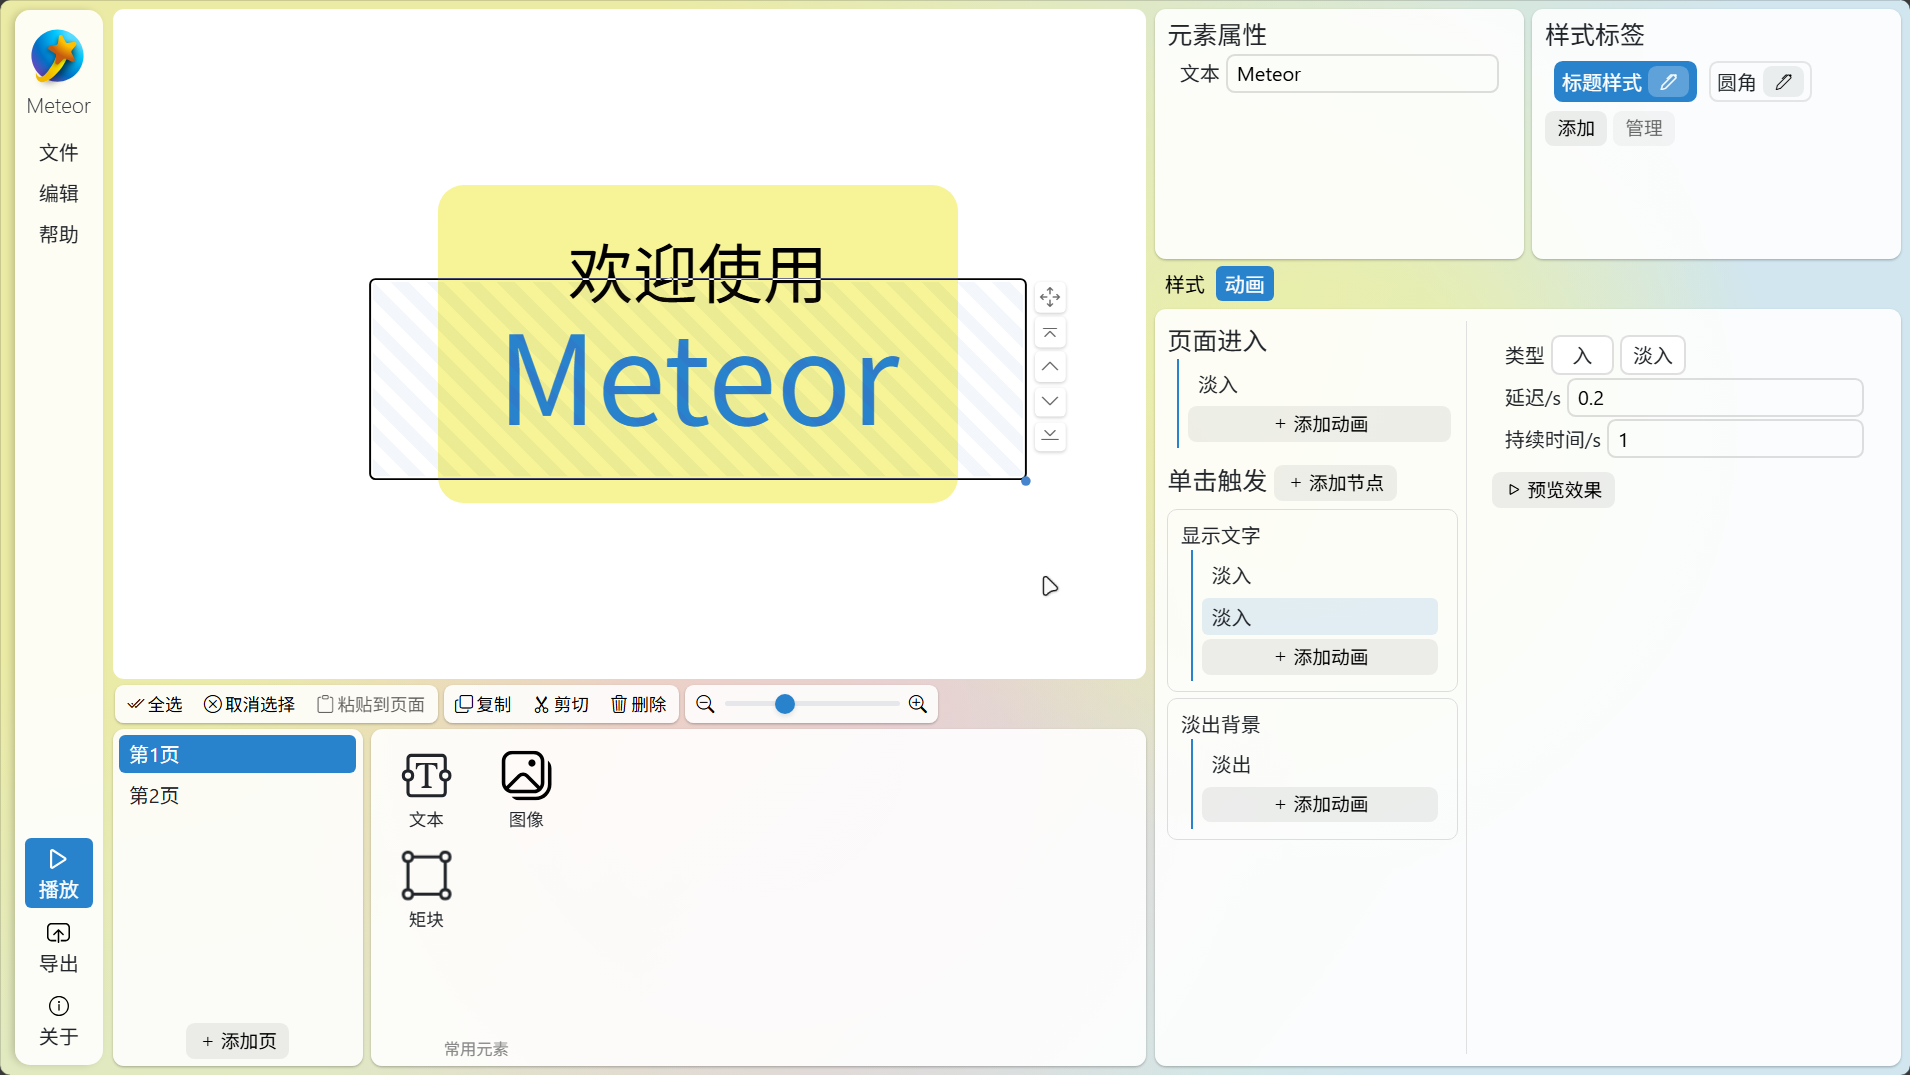 Meteor
文件
编辑
帮助
播放
导出
关于
欢迎使用
Meteor
全选 取消选择 粘贴到页面 复制 剪切 删除
第1页
第2页
+ 添加页
文本 图像
矩块
常用元素
元素属性
文本 Meteor
样式标签
标题样式 圆角
添加 管理
样式 动画
页面进入
淡入
+ 添加动画
单击触发 + 添加节点
显示文字
淡入
淡入
+ 添加动画
淡出背景
淡出
+ 添加动画
类型 入 淡入
延迟/s 0.2
持续时间/s 1
预览效果